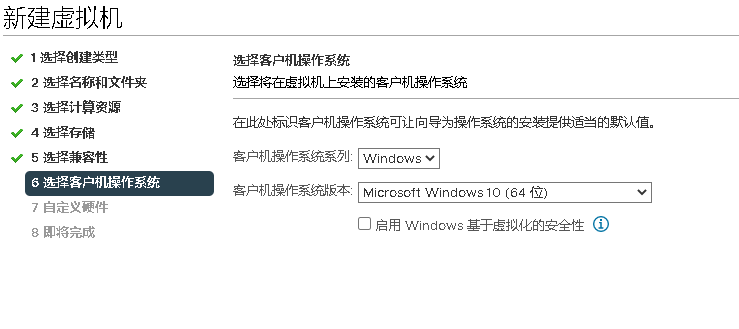 新建虚拟机
1 选择创建类型
2 选择名称和文件夹
3 选择计算资源
4 选择存储
5 选择兼容性
6 选择客户机操作系统
7 自定义硬件
8 即将完成
选择客户机操作系统
选择将在虚拟机上安装的客户机操作系统
在此处标识客户机操作系统可让向导为操作系统的安装提供适当的默认值。
客户机操作系统系列: Windows
客户机操作系统版本: Microsoft Windows 10 (64 位)
启用 Windows 基于虚拟化的安全性